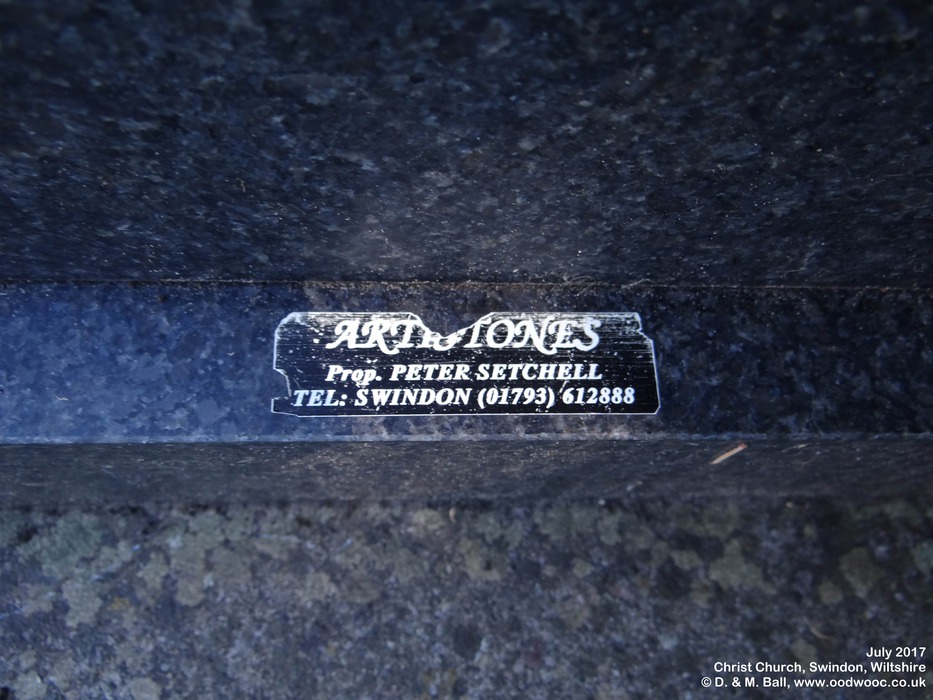 Prop. PETER SETCHELL
TEL: SWINDON (01793) 612888
July 2017
Christ Church, Swindon, Wiltshire
© D. & M. Ball, www.oodwooc.co.uk